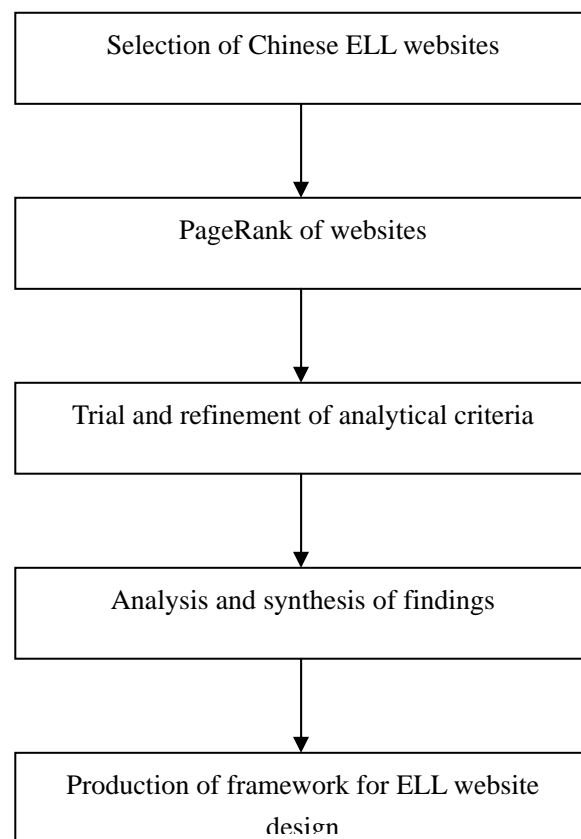 Selection of Chinese ELL websites
PageRank of websites
Trial and refinement of analytical criteria
Analysis and synthesis of findings
Production of framework for ELL website
design